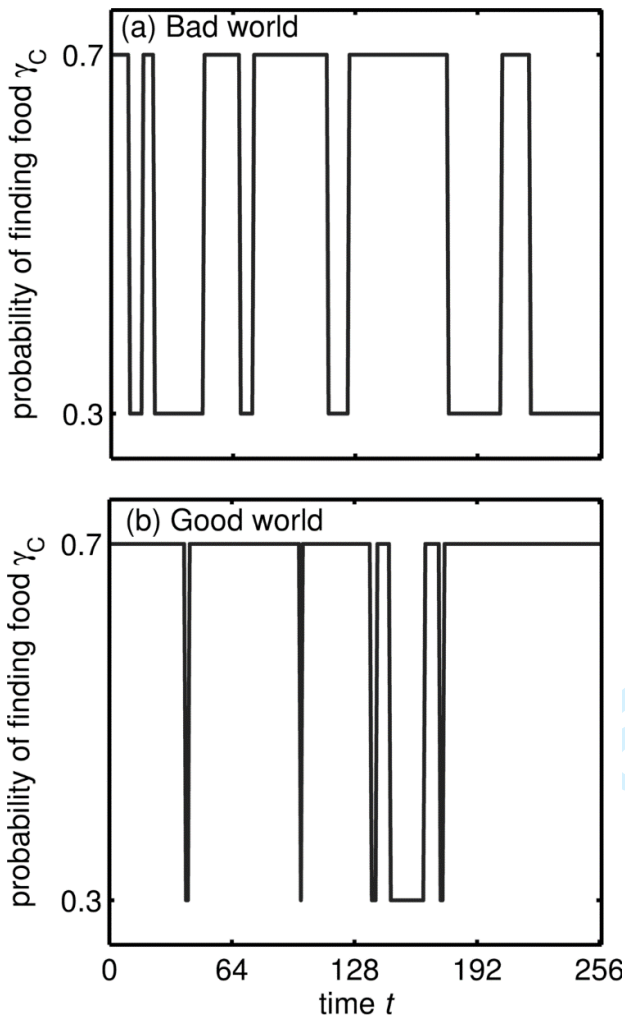 (a) Bad world
0.7
probability of finding food γC
0.3
(b) Good world
0.7
probability of finding food γC
0.3
0 64 128 192 256
time t